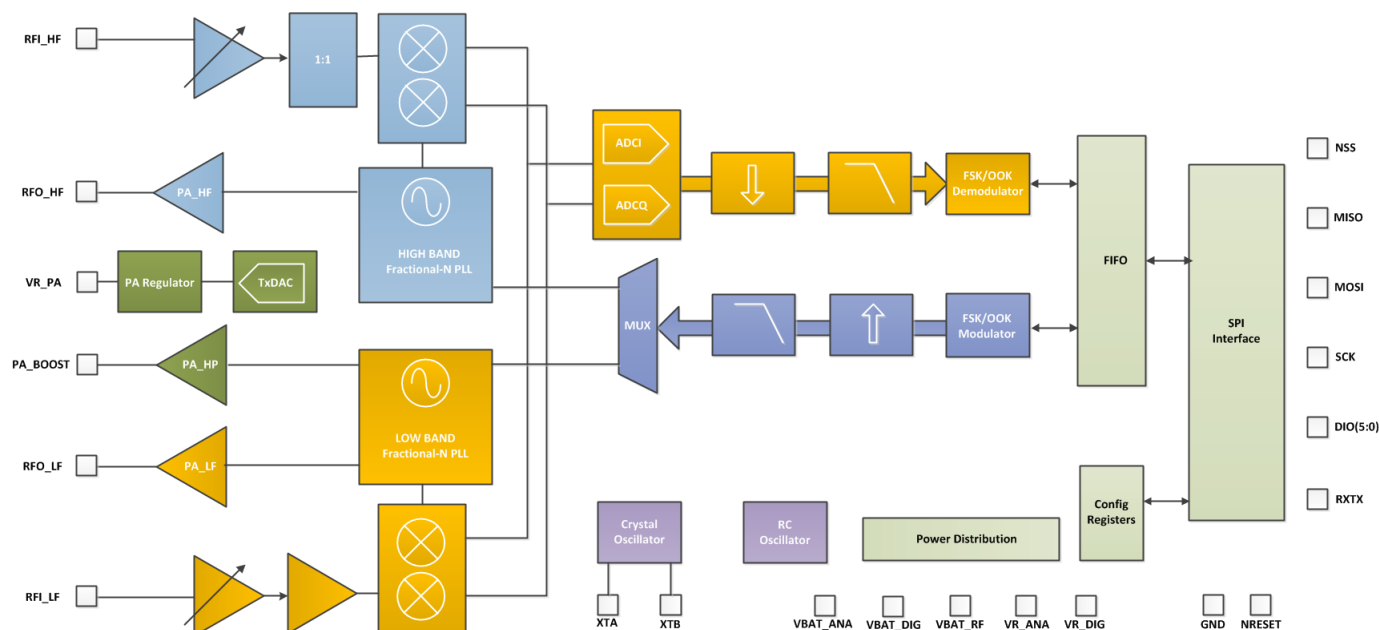 RFI_HF
1:1
ADCI
ADCQ
FSK/OOK
Demodulator
NSS
RFO_HF
PA_HF
MISO
HIGH BAND
Fractional-N PLL
FIFO
VR_PA
PA Regulator
TxDAC
MOSI
MUX
FSK/OOK
Modulator
SPI
Interface
PA_BOOST
PA_HP
SCK
LOW BAND
Fractional-N PLL
DIO(5:0)
RFO_LF
PA_LF
RXTX
Crystal
Oscillator
RC
Oscillator
Power Distribution
Config
Registers
RFI_LF
XTA
XTB
VBAT_ANA
VBAT_DIG
VBAT_RF
VR_ANA
VR_DIG
GND
NRESET